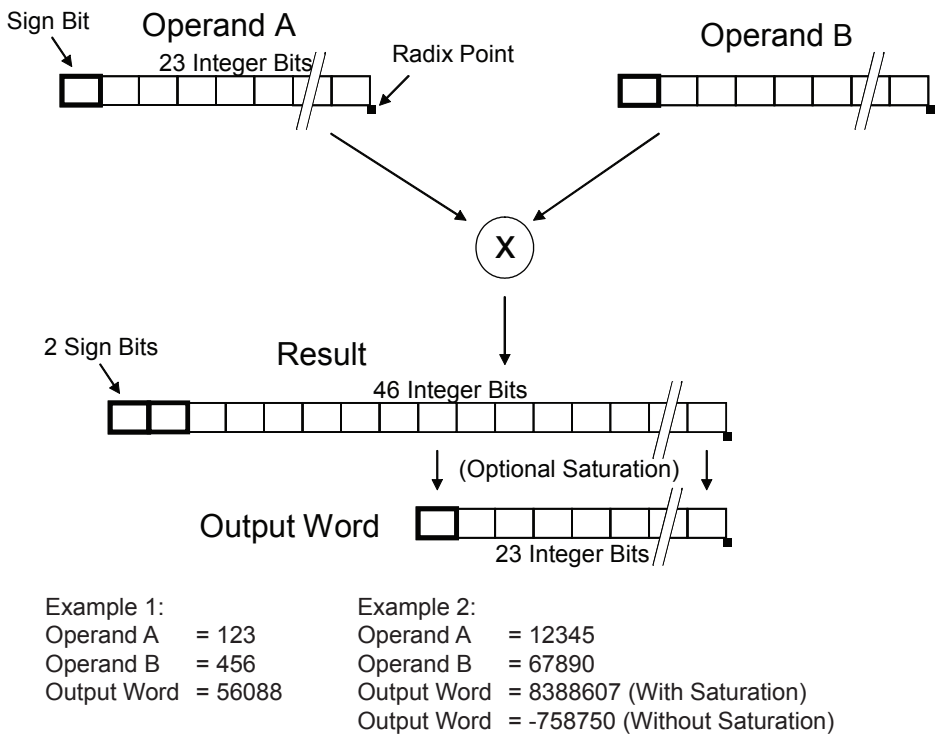 Sign Bit
Operand A
23 Integer Bits
Radix Point
Operand B
X
2 Sign Bits
Result
46 Integer Bits
(Optional Saturation)
Output Word
23 Integer Bits
Example 1:
Operand A = 123
Operand B = 456
Output Word = 56088
Example 2:
Operand A = 12345
Operand B = 67890
Output Word = 8388607 (With Saturation)
Output Word = -758750 (Without Saturation)